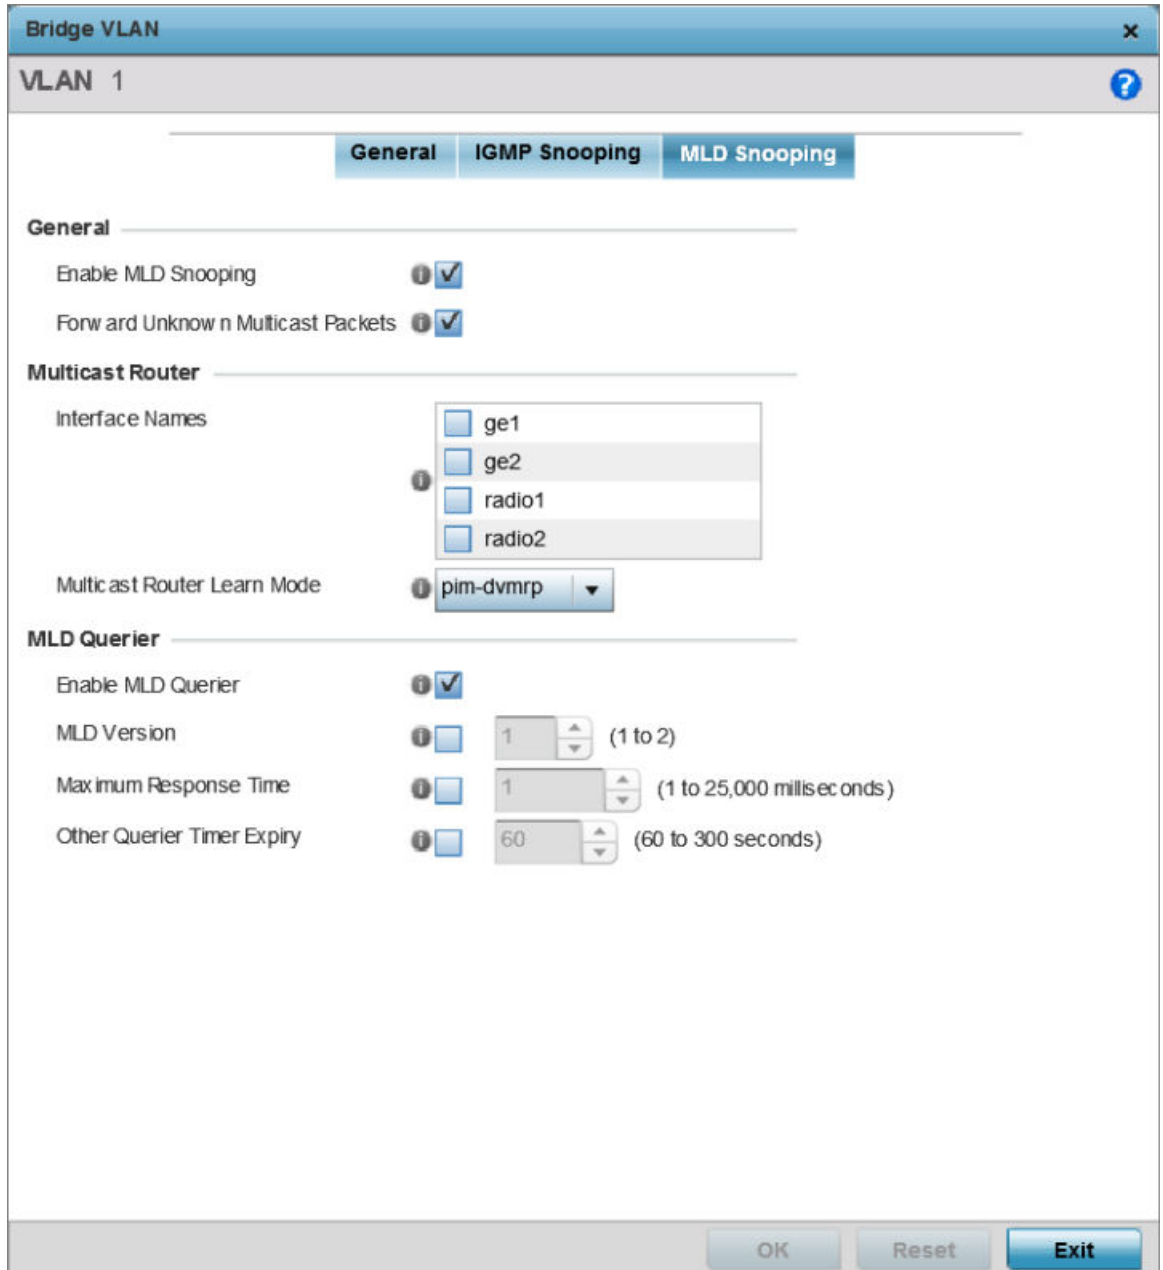 Bridge VLAN
VLAN 1
General IGMP Snooping MLD Snooping
General
Enable MLD Snooping
Forward Unknown Multicast Packets
Multicast Router
Interface Names
ge1
ge2
radio1
radio2
Multicast Router Learn Mode pim-dvmrp
MLD Querier
Enable MLD Querier
MLD Version 1 (1 to 2)
Maximum Response Time 1 (1 to 25,000 milliseconds)
Other Querier Timer Expiry 60 (60 to 300 seconds)
OK Reset Exit